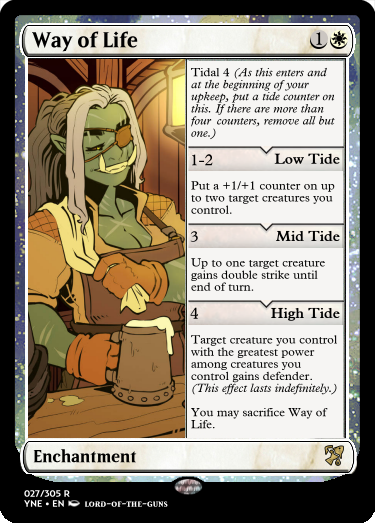 Way of Life 1
Tidal 4 (As this enters and
at the beginning of your
upkeep, put a tide counter on
this. If there are more than
four counters, remove all but
one.)
1-2 Low Tide
Put a +1/+1 counter on up
to two target creatures you
control.
3 Mid Tide
Up to one target creature
gains double strike until
end of turn.
4 High Tide
Target creature you control
with the greatest power
among creatures you
control gains defender.
(This effect lasts indefinitely.)
You may sacrifice Way of
Life.
Enchantment
027/305 R
YNE • EN LORD-OF-THE-GUNS